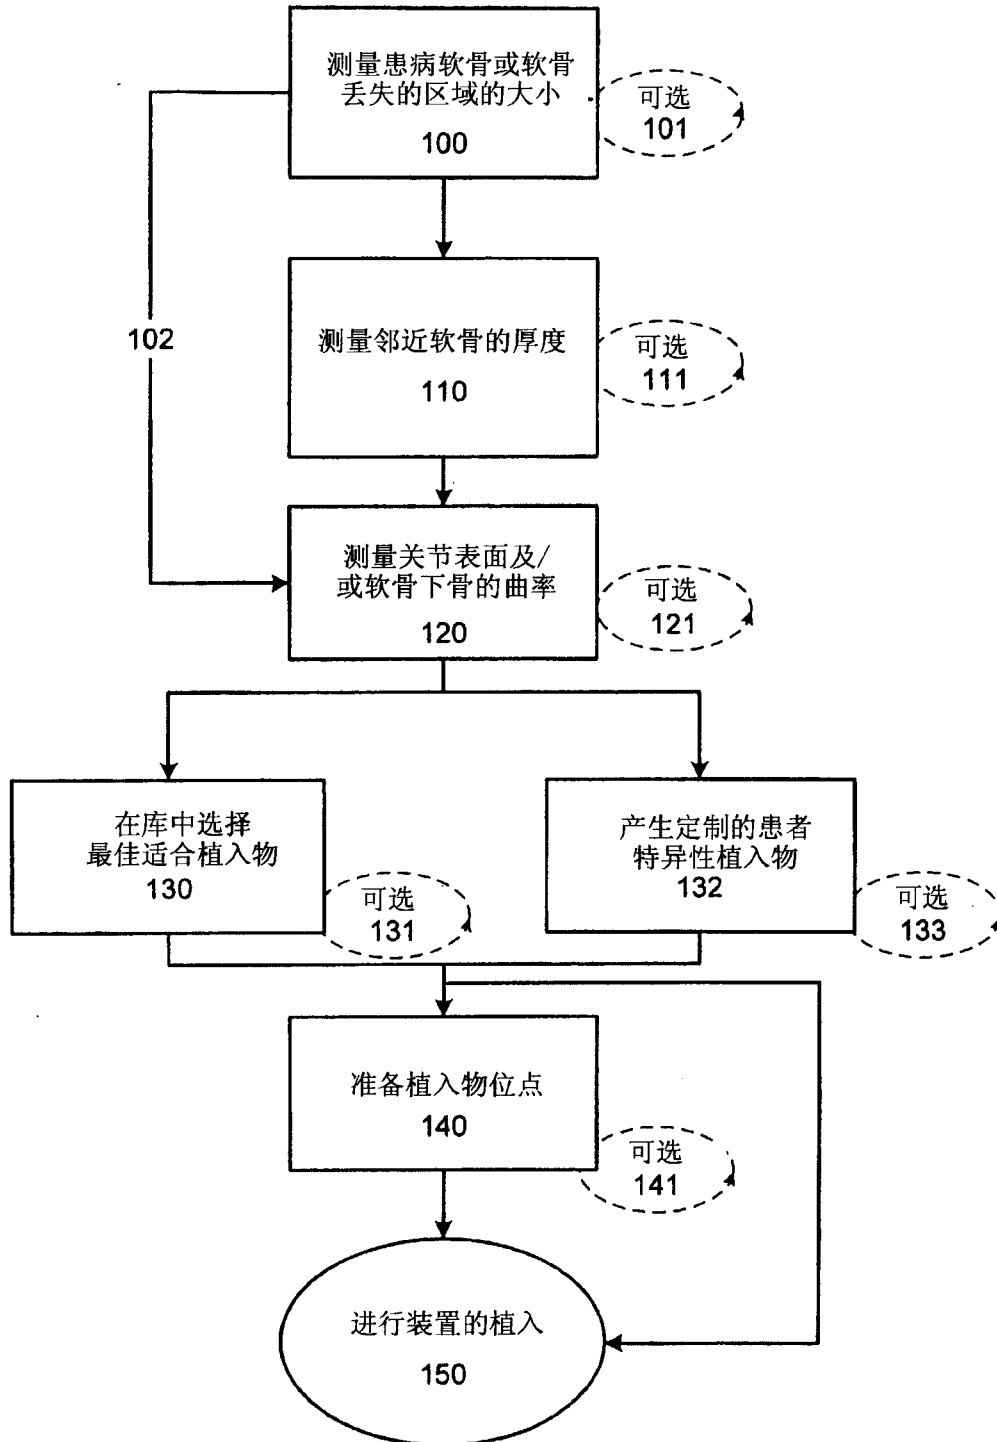 测量患病软骨或软骨
丢失的区域的大小
100
可选
101
102
测量邻近软骨的厚度
110
可选
111
测量关节表面及/
或软骨下骨的曲率
120
可选
121
在库中选择
最佳适合植入物
130
可选
131
产生定制的患者
特异性植入物
132
可选
133
准备植入物位点
140
可选
141
进行装置的植入
150